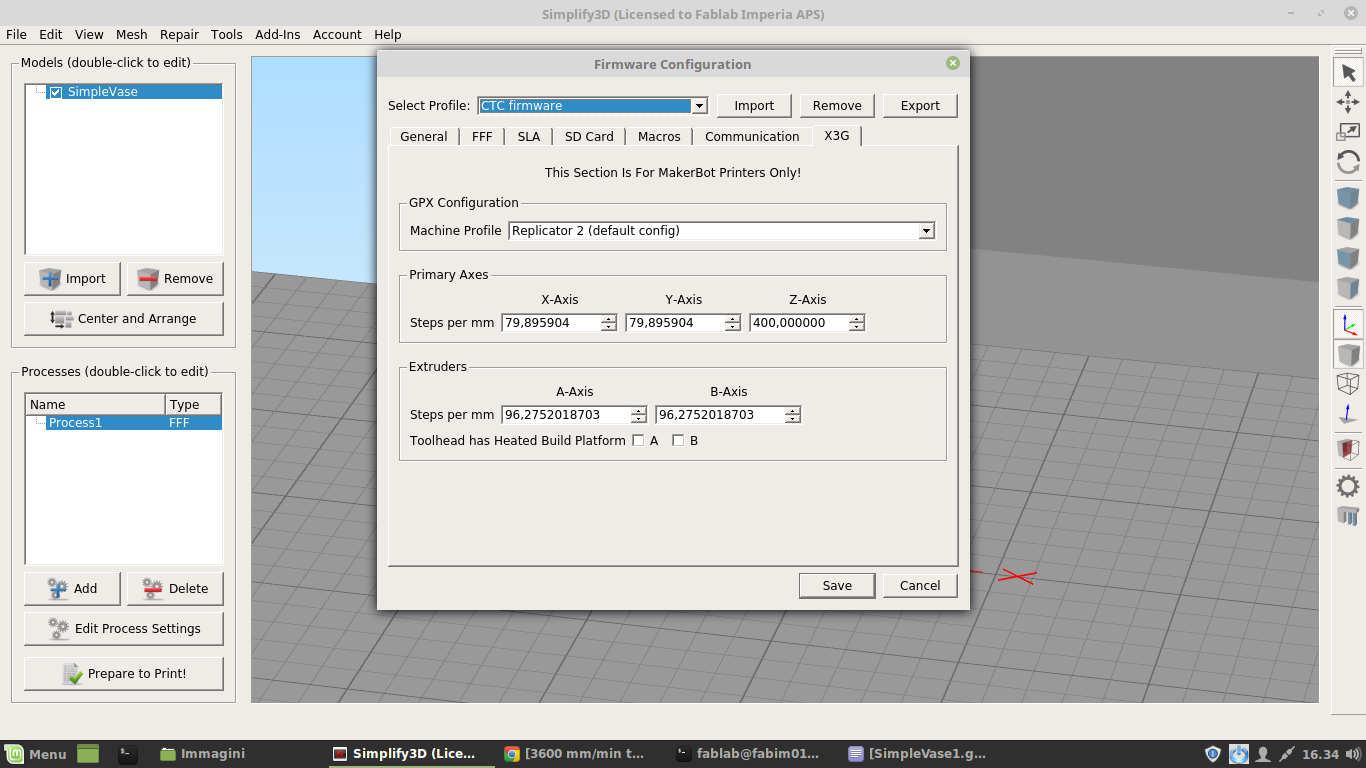 Simplify3D (Licensed to Fablab Imperia APS)
File Edit View Mesh Repair Tools Add-Ins Account Help
Models (double-click to edit)
SimpleVase
Import Remove
Center and Arrange
Processes (double-click to edit)
Name Type
Process1 FFF
Add Delete
Edit Process Settings
Prepare to Print!
Firmware Configuration
Select Profile: CTC firmware Import Remove Export
General FFF SLA SD Card Macros Communication X3G
This Section Is For MakerBot Printers Only!
GPX Configuration
Machine Profile Replicator 2 (default config)
Primary Axes
X-Axis Y-Axis Z-Axis
Steps per mm 79,895904 79,895904 400,000000
Extruders
A-Axis B-Axis
Steps per mm 96,2752018703 96,2752018703
Toolhead has Heated Build Platform A B
Save Cancel
Menu Immagini Simplify3D (Lice... [3600 mm/min t... fablab@fabim01... [SimpleVase1.g... 16.34